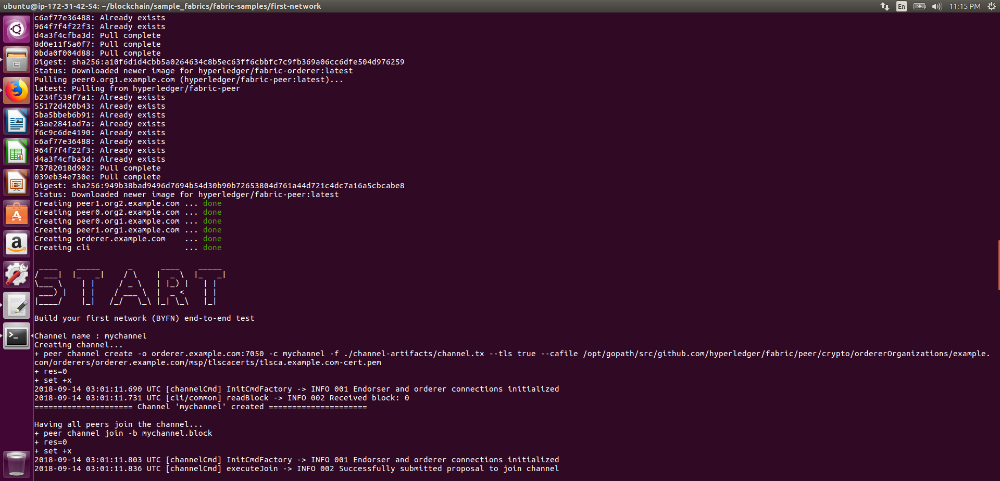 ubuntu@ip-172-31-42-54: ~/blockchain/sample_fabrics/fabric-samples/first-network
En
11:15 PM
c6af77e36488: Already exists
964f7f4f22f3: Already exists
d4a3f4cfba3d: Pull complete
8d0e11f5a0f7: Pull complete
0bda0f004d88: Pull complete
Digest: sha256:a10f6d1d4cbb5a0264634c8b5ec63ff6cbbfc7c9fb369a06cc6dfe504d976259
Status: Downloaded newer image for hyperledger/fabric-orderer:latest
Pulling peer0.org1.example.com (hyperledger/fabric-peer:latest)...
latest: Pulling from hyperledger/fabric-peer
b234f539f7a1: Already exists
55172d420b43: Already exists
5ba5bbeb6b91: Already exists
43ae2841ad7a: Already exists
f6c9c6de4190: Already exists
c6af77e36488: Already exists
964f7f4f22f3: Already exists
d4a3f4cfba3d: Already exists
73782018d902: Pull complete
039eb34e730e: Pull complete
Digest: sha256:949b38bad9496d7694b54d30b90b72653804d761a44d721c4dc7a16a5cbcabe8
Status: Downloaded newer image for hyperledger/fabric-peer:latest
Creating peer1.org2.example.com ... done
Creating peer0.org2.example.com ... done
Creating peer0.org1.example.com ... done
Creating peer1.org1.example.com ... done
Creating orderer.example.com    ... done
Creating cli                    ... done
START
Build your first network (BYFN) end-to-end test
Channel name : mychannel
Creating channel...
+ peer channel create -o orderer.example.com:7050 -c mychannel -f ./channel-artifacts/channel.tx --tls true --cafile /opt/gopath/src/github.com/hyperledger/fabric/peer/crypto/ordererOrganizations/example.
com/orderers/orderer.example.com/msp/tlscacerts/tlsca.example.com-cert.pem
+ res=0
+ set +x
2018-09-14 03:01:11.690 UTC [channelCmd] InitCmdFactory -> INFO 001 Endorser and orderer connections initialized
2018-09-14 03:01:11.731 UTC [cli/common] readBlock -> INFO 002 Received block: 0
===================== Channel 'mychannel' created =====================
Having all peers join the channel...
+ peer channel join -b mychannel.block
+ res=0
+ set +x
2018-09-14 03:01:11.803 UTC [channelCmd] InitCmdFactory -> INFO 001 Endorser and orderer connections initialized
2018-09-14 03:01:11.836 UTC [channelCmd] executeJoin -> INFO 002 Successfully submitted proposal to join channel